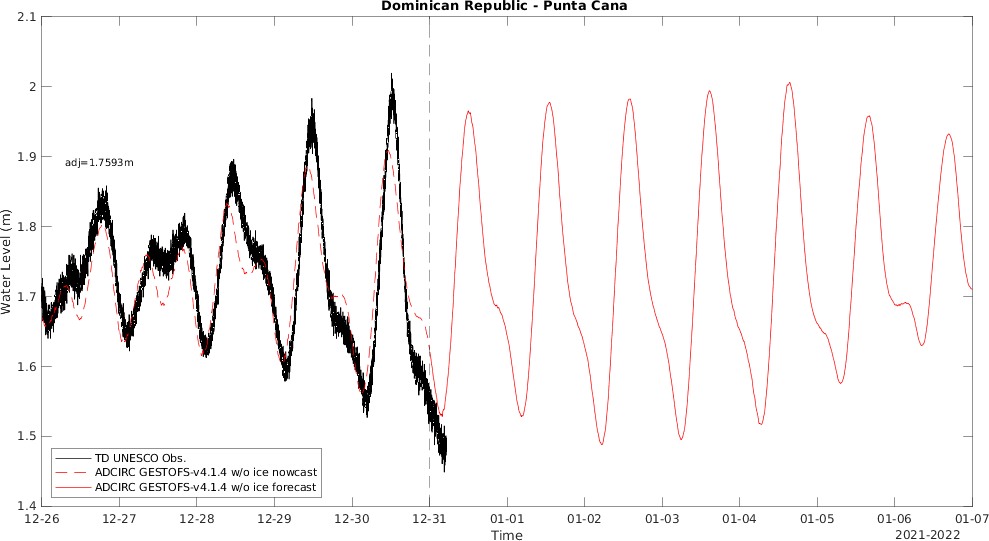 Dominican Republic - Punta Cana
2.1
2
1.9
1.8
1.7
1.6
1.5
1.4
Water Level (m)
adj=1.7593m
TD UNESCO Obs.
ADCIRC GESTOFS-v4.1.4 w/o ice nowcast
ADCIRC GESTOFS-v4.1.4 w/o ice forecast
12-26 12-27 12-28 12-29 12-30 12-31 01-01 01-02 01-03 01-04 01-05 01-06 01-07
Time
2021-2022